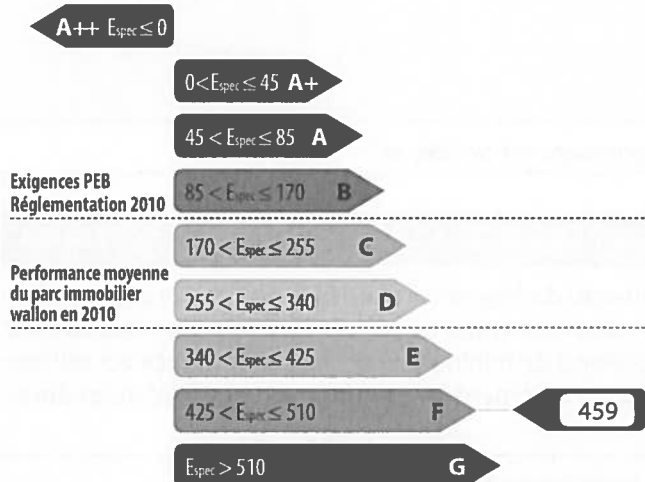 A++ Espec ≤ 0
0 < Espec ≤ 45 A+
45 < Espec ≤ 85 A
Exigences PEB
Réglementation 2010
85 < Espec ≤ 170 B
170 < Espec ≤ 255 C
Performance moyenne
du parc immobilier
wallon en 2010
255 < Espec ≤ 340 D
340 < Espec ≤ 425 E
425 < Espec ≤ 510 F 459
Espec > 510 G